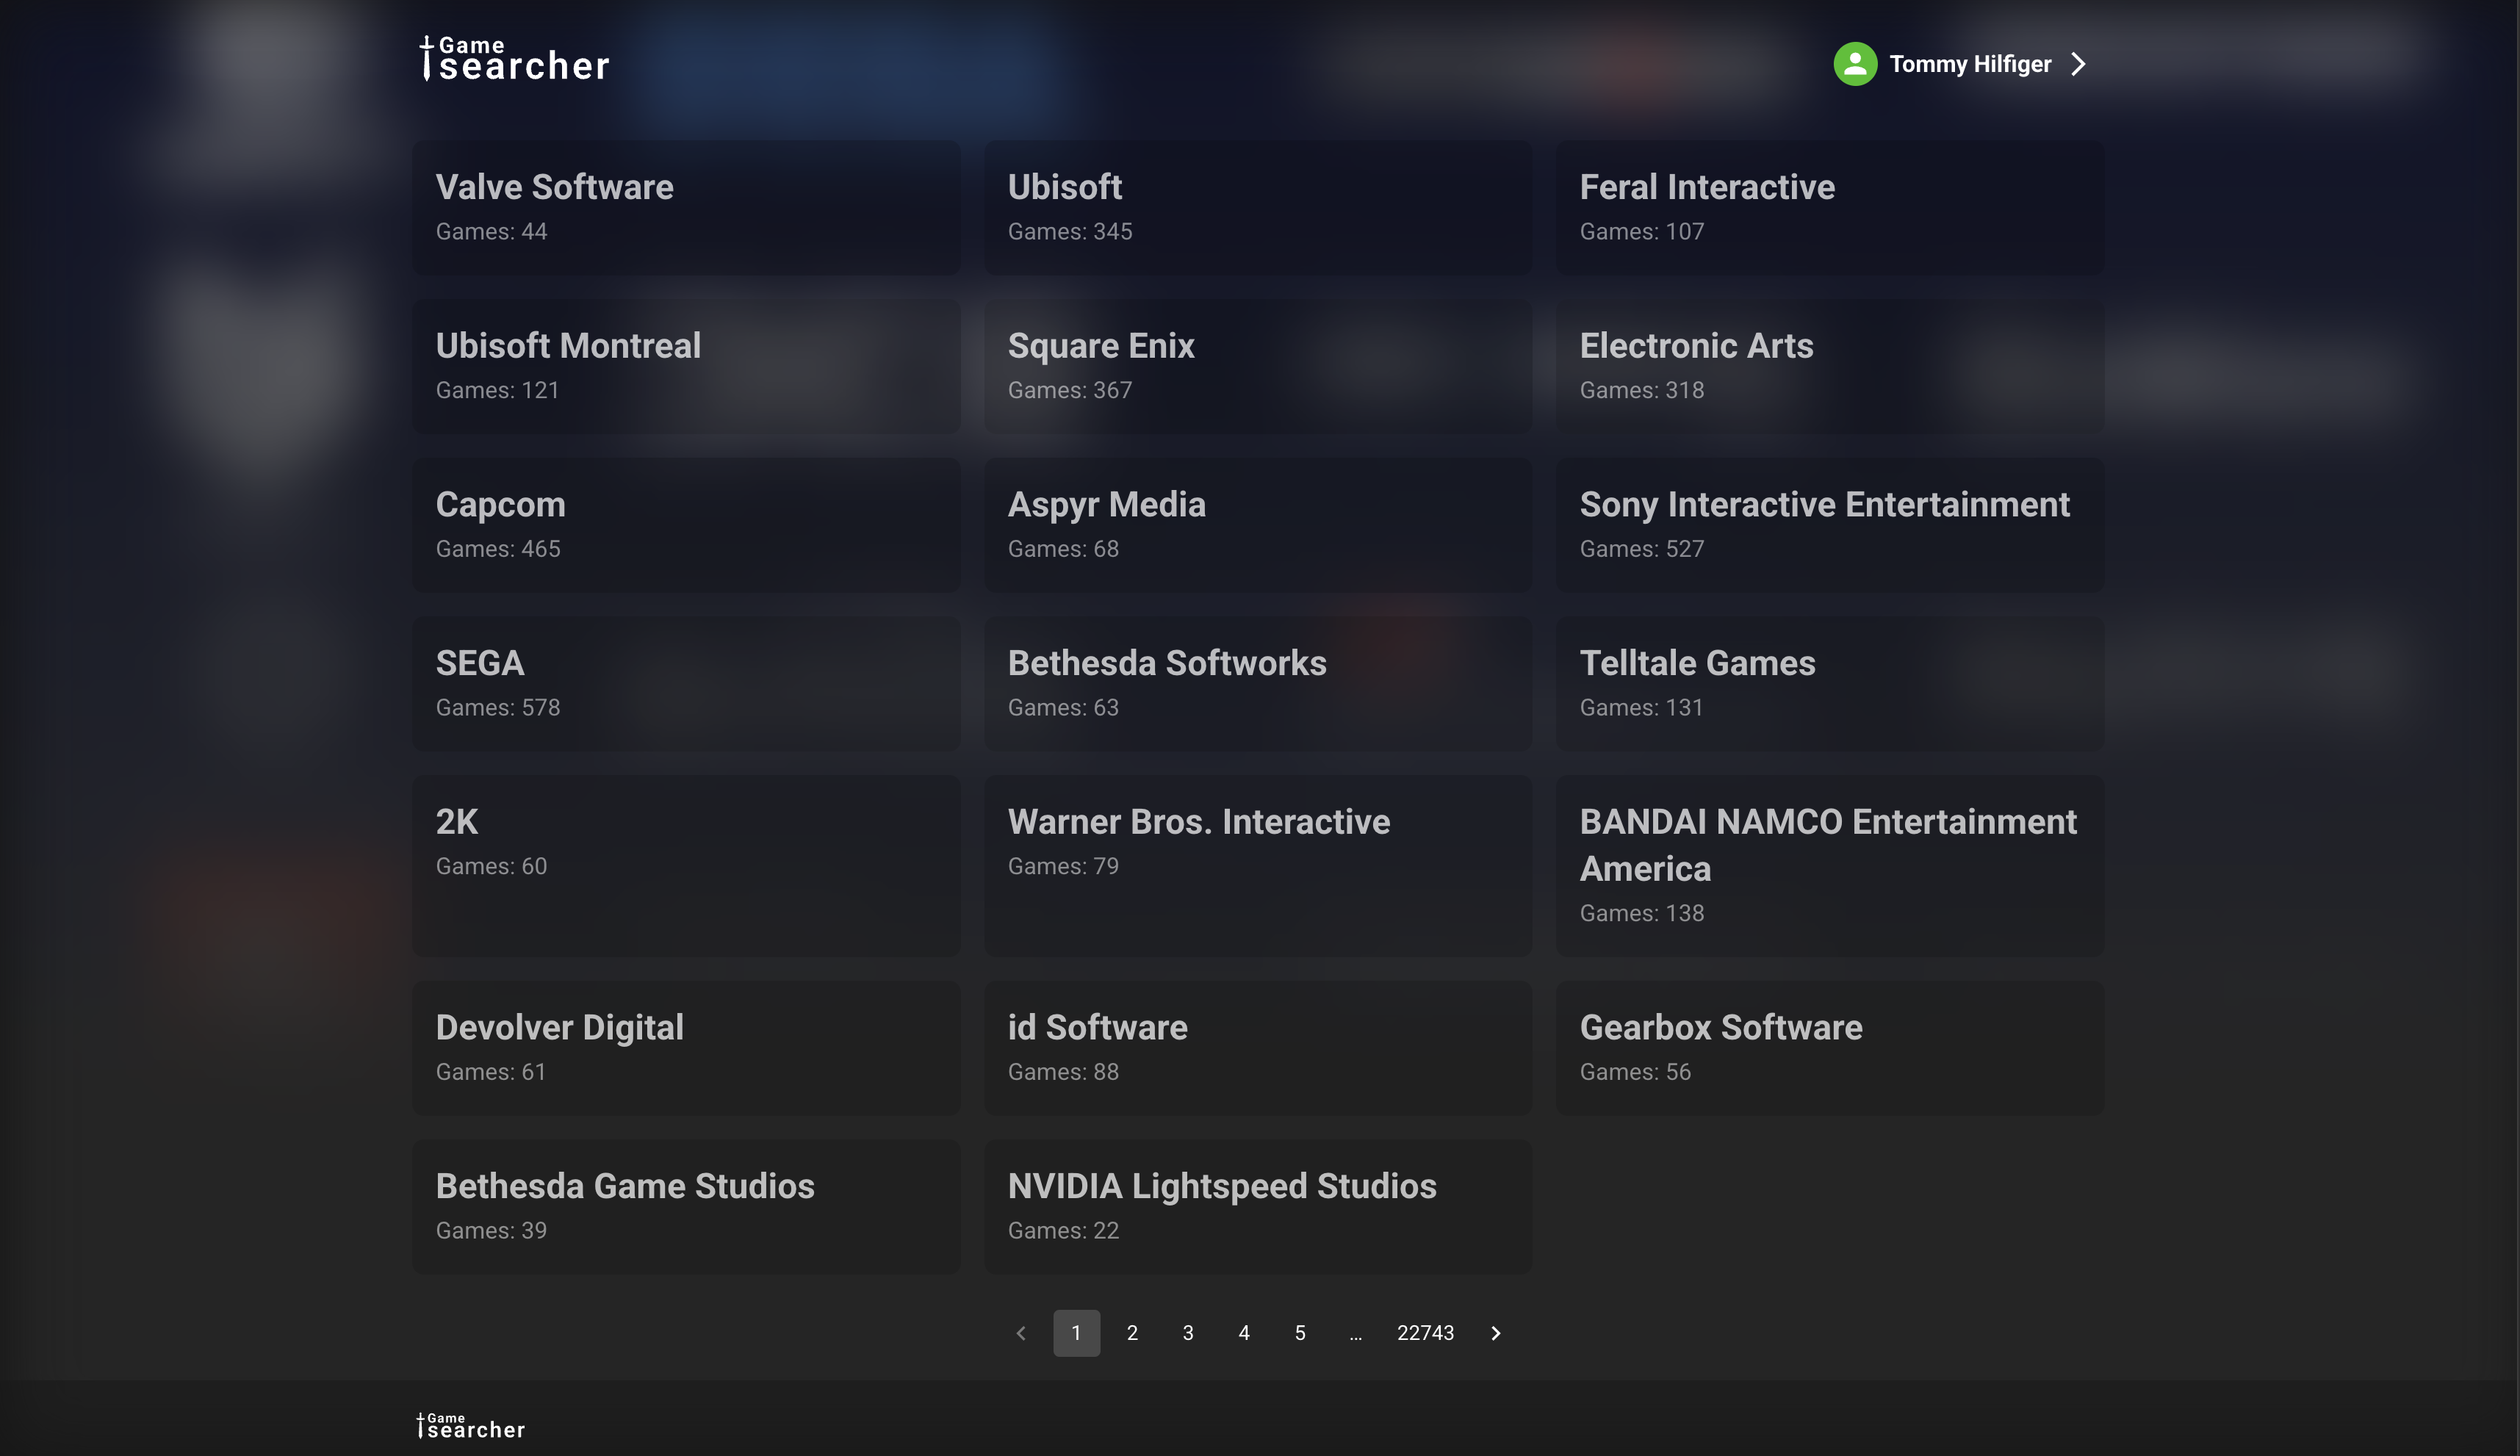 Game
searcher
Tommy Hilfiger
Valve Software
Games: 44
Ubisoft
Games: 345
Feral Interactive
Games: 107
Ubisoft Montreal
Games: 121
Square Enix
Games: 367
Electronic Arts
Games: 318
Capcom
Games: 465
Aspyr Media
Games: 68
Sony Interactive Entertainment
Games: 527
SEGA
Games: 578
Bethesda Softworks
Games: 63
Telltale Games
Games: 131
2K
Games: 60
Warner Bros. Interactive
Games: 79
BANDAI NAMCO Entertainment
America
Games: 138
Devolver Digital
Games: 61
id Software
Games: 88
Gearbox Software
Games: 56
Bethesda Game Studios
Games: 39
NVIDIA Lightspeed Studios
Games: 22
1 2 3 4 5 ... 22743
Game
searcher